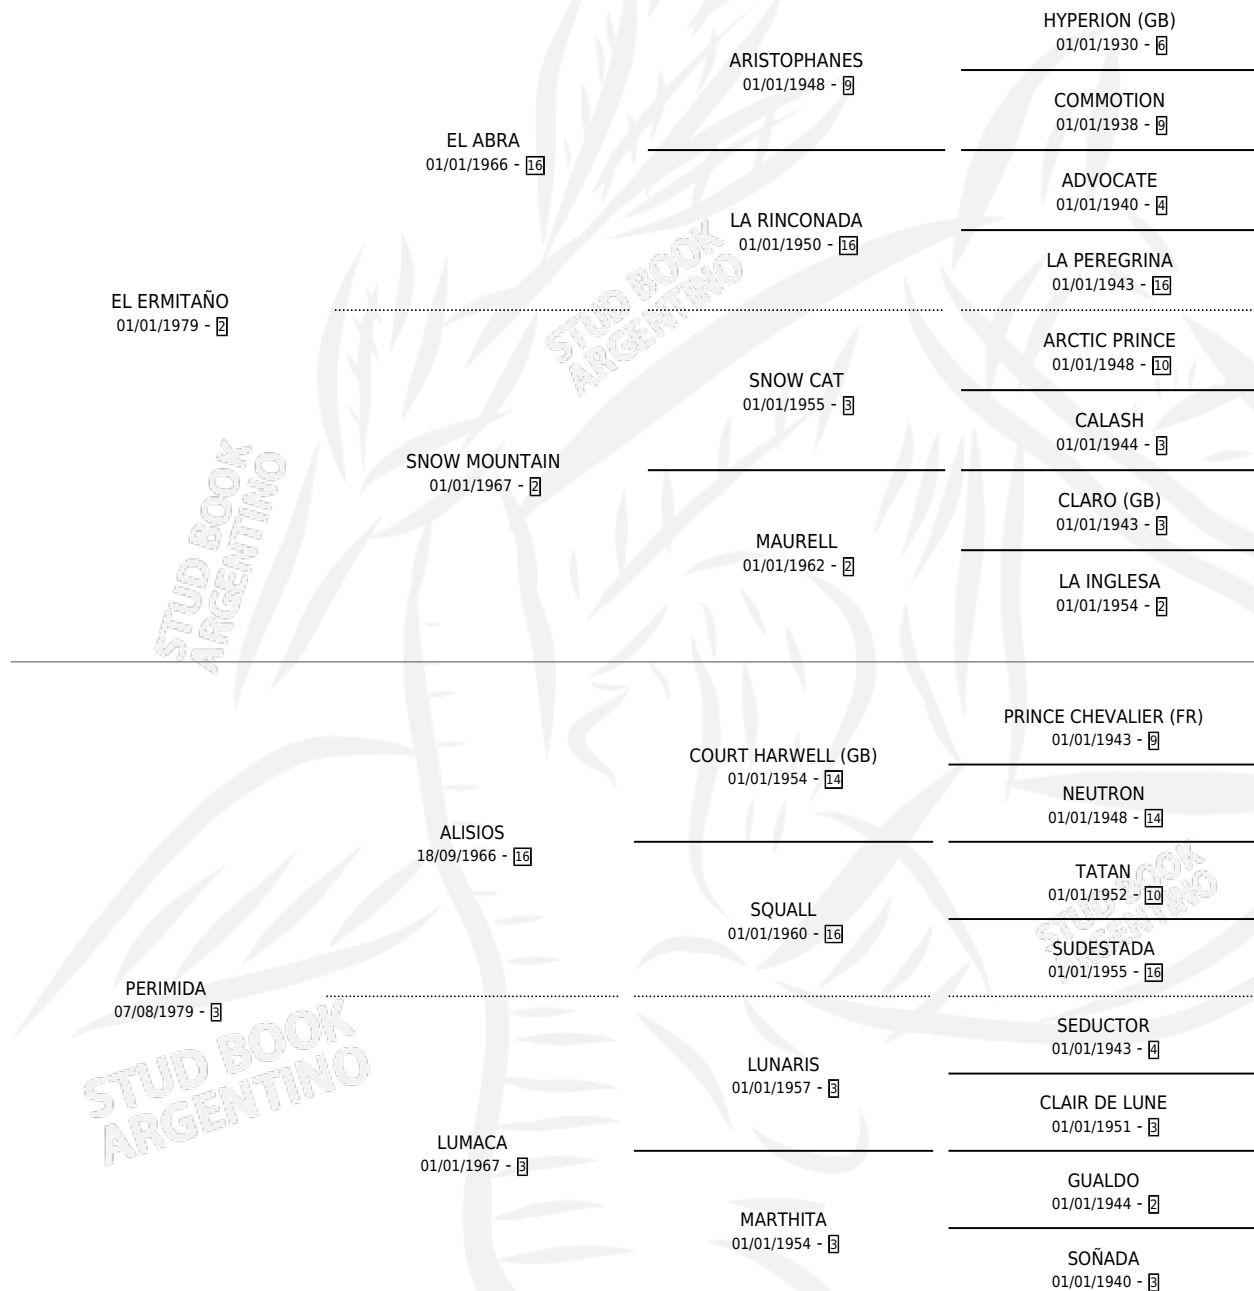 HYPERION (GB)
01/01/1930 - 6
ARISTOPHANES
01/01/1948 - 9
COMMOTION
01/01/1938 - 9
EL ABRA
01/01/1966 - 16
ADVOCATE
01/01/1940 - 4
LA RINCONADA
01/01/1950 - 16
LA PEREGRINA
01/01/1943 - 16
EL ERMITAÑO
01/01/1979 - 2
ARCTIC PRINCE
01/01/1948 - 10
SNOW CAT
01/01/1955 - 3
CALASH
01/01/1944 - 3
SNOW MOUNTAIN
01/01/1967 - 2
CLARO (GB)
01/01/1943 - 3
MAURELL
01/01/1962 - 2
LA INGLESA
01/01/1954 - 2
PRINCE CHEVALIER (FR)
01/01/1943 - 9
COURT HARWELL (GB)
01/01/1954 - 14
NEUTRON
01/01/1948 - 14
ALISIOS
18/09/1966 - 16
TATAN
01/01/1952 - 10
SQUALL
01/01/1960 - 16
SUDESTADA
01/01/1955 - 16
PERIMIDA
07/08/1979 - 3
SEDUCTOR
01/01/1943 - 4
LUNARIS
01/01/1957 - 3
CLAIR DE LUNE
01/01/1951 - 3
LUMACA
01/01/1967 - 3
GUALDO
01/01/1944 - 2
MARTHITA
01/01/1954 - 3
SOÑADA
01/01/1940 - 3
STUD BOOK
ARGENTINO
STUD BOOK
ARGENTINO
STUD BOOK
ARGENTINO
STUD BOOK
ARGENTINO